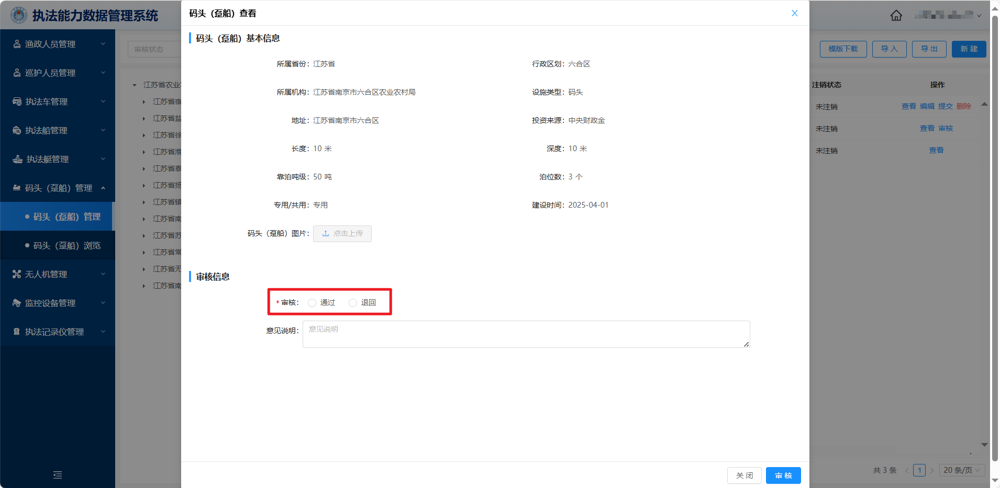 执法能力数据管理系统
渔政人员管理
巡护人员管理
执法车管理
执法船管理
执法艇管理
码头（趸船）管理
码头（趸船）管理
码头（趸船）浏览
无人机管理
监控设备管理
执法记录仪管理
审核状态
江苏省农业
江苏省宿
江苏省盐
江苏省徐
江苏省淮
江苏省泰
江苏省扬
江苏省镇
江苏省南
江苏省苏
江苏省常
江苏省无
江苏省南
码头（趸船）查看
X
码头（趸船）基本信息
所属省份：江苏省
行政区划：六合区
所属机构：江苏省南京市六合区农业农村局
设施类型：码头
地址：江苏省南京市六合区
投资来源：中央财政金
长度：10 米
深度：10 米
靠泊吨级：50 吨
泊位数：3 个
专用/共用：专用
建设时间：2025-04-01
码头（趸船）图片：点击上传
审核信息
*审核：通过 退回
意见说明：意见说明
关 闭
审 核
模版下载
导 入
导 出
新 建
注销状态 操作
未注销 查看 编辑 提交 删除
未注销 查看 审核
未注销 查看
共 3 条 < 1 > 20 条/页